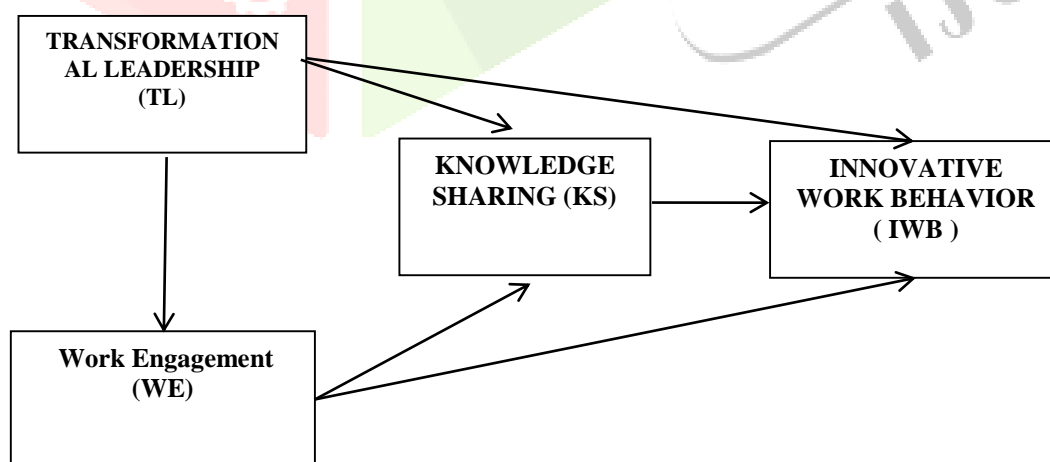 TRANSFORMATION
AL LEADERSHIP
(TL)
KNOWLEDGE
SHARING (KS)
INNOVATIVE
WORK BEHAVIOR
( IWB )
Work Engagement
(WE)